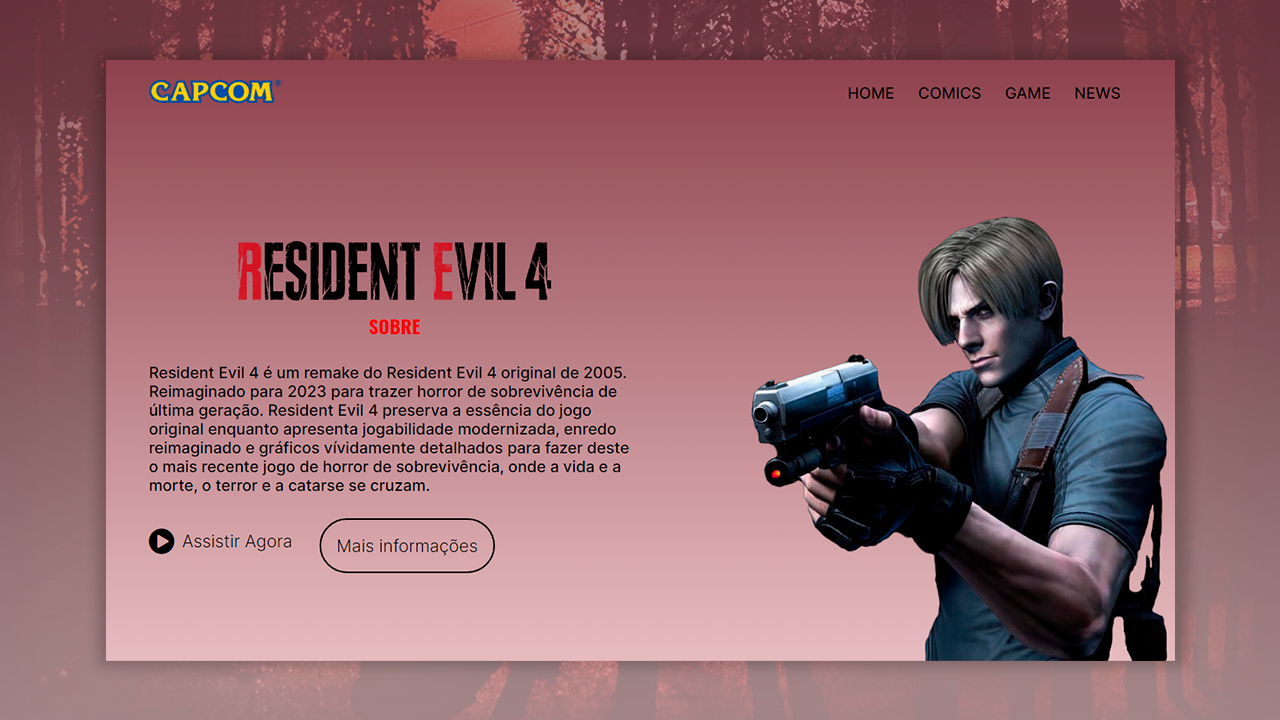 CAPCOM®
HOME COMICS GAME NEWS
RESIDENT EVIL 4
SOBRE
Resident Evil 4 é um remake do Resident Evil 4 original de 2005.
Reimaginado para 2023 para trazer horror de sobrevivência de
última geração. Resident Evil 4 preserva a essência do jogo
original enquanto apresenta jogabilidade modernizada, enredo
reimaginado e gráficos vívidamente detalhados para fazer deste
o mais recente jogo de horror de sobrevivência, onde a vida e a
morte, o terror e a catarse se cruzam.
Assistir Agora
Mais informações